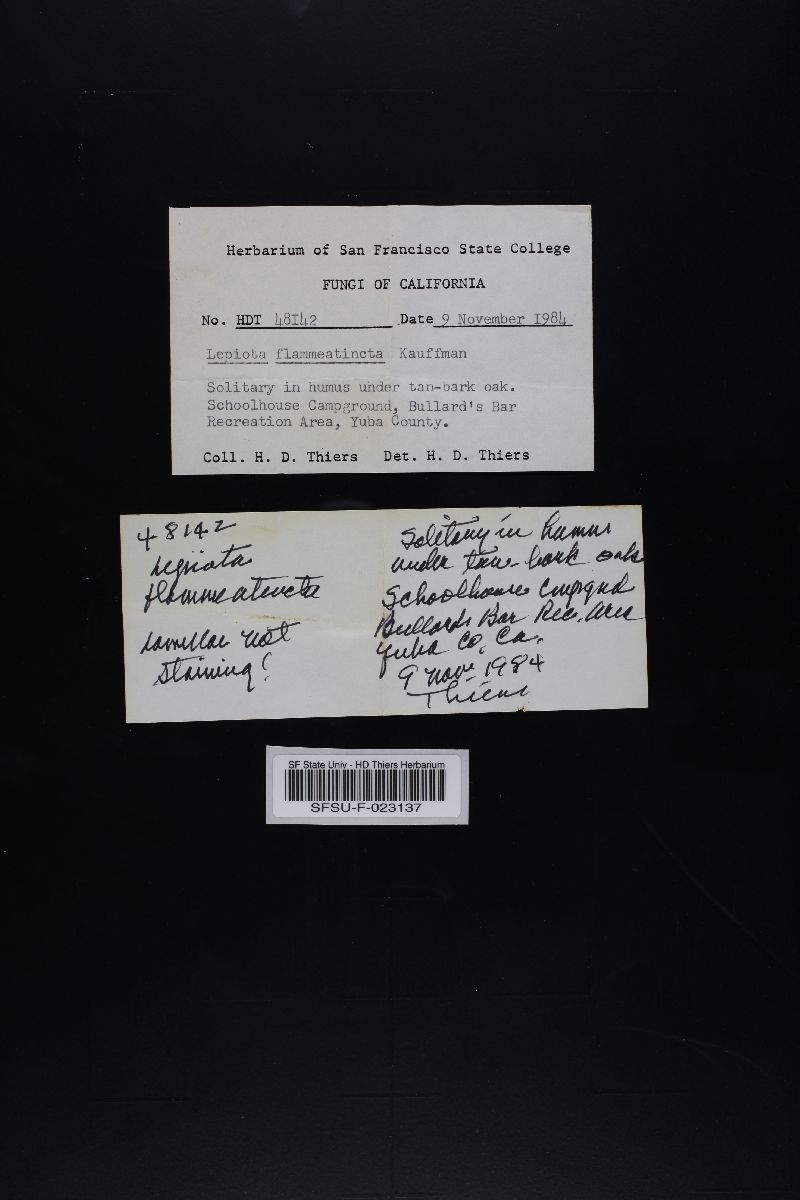 Herbarium of San Francisco State College
FUNGI OF CALIFORNIA
No. HDT 48142 Date 9 November 1984
Lepiota flammeatincta Kauffman
Solitary in humus under tan-bark oak.
Schoolhouse Campground, Bullard's Bar
Recreation Area, Yuba County.
Coll. H. D. Thiers Det. H. D. Thiers
48142
Lepiota
flammeatincta
Lamellae not
staining!
Solitary in humus
under tan-bark oak
Schoolhouse Cmpgnd
Bullards Bar Rec. Area
Yuba Co, Ca.
9 Nov. 1984
Thiers
SF State Univ - HD Thiers Herbarium
SFSU-F-023137